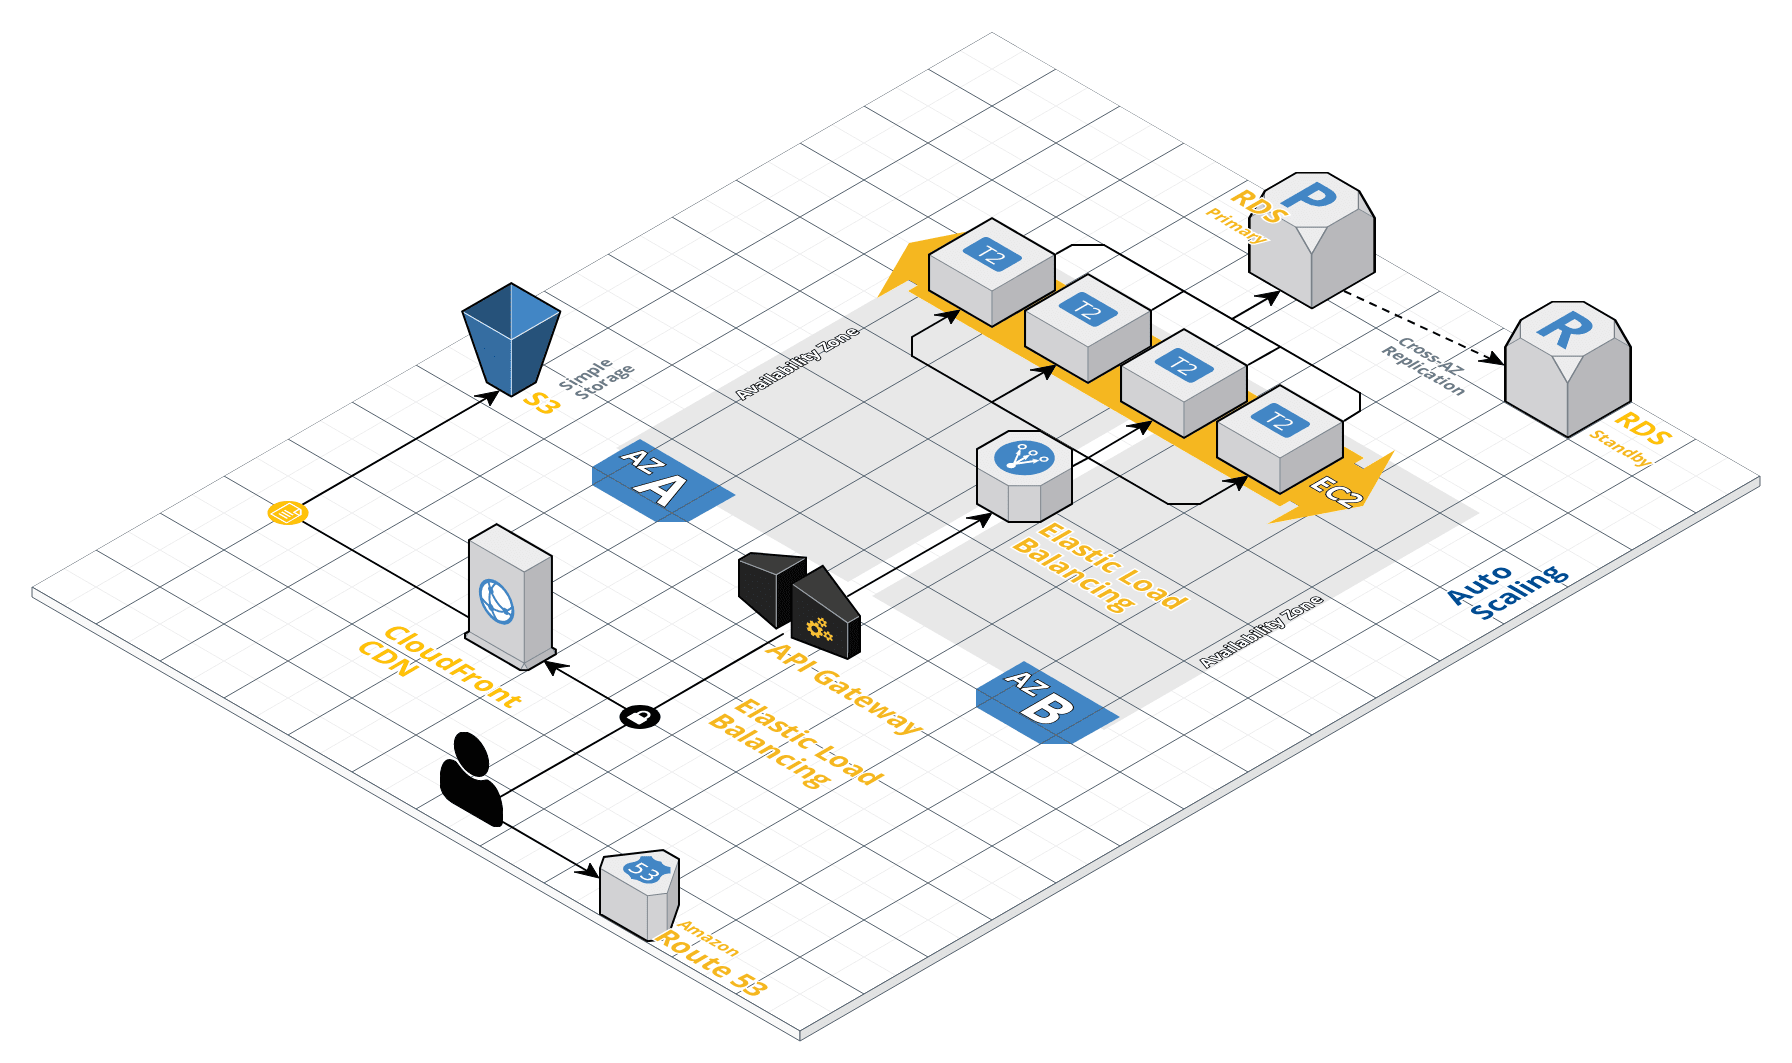 P
RDS
Primary
T2
T2
T2
T2
R
Cross-AZ
Replication
RDS
Standby
Availability Zone
Simple
Storage
S3
AZ
A
EC2
Elastic Load
Balancing
Auto
Scaling
Availability Zone
CloudFront
CDN
API Gateway
AZ
B
Elastic Load
Balancing
53
Amazon
Route 53